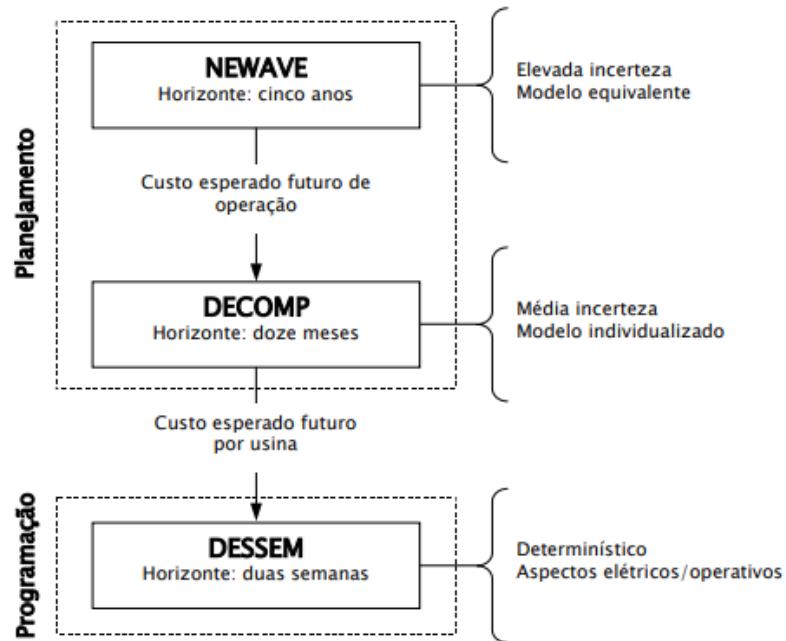 Planejamento
NEWAVE
Horizonte: cinco anos
Elevada incerteza
Modelo equivalente
Custo esperado futuro de
operação
DECOMP
Horizonte: doze meses
Média incerteza
Modelo individualizado
Custo esperado futuro
por usina
Programação
DESSEM
Horizonte: duas semanas
Determinístico
Aspectos elétricos/operativos